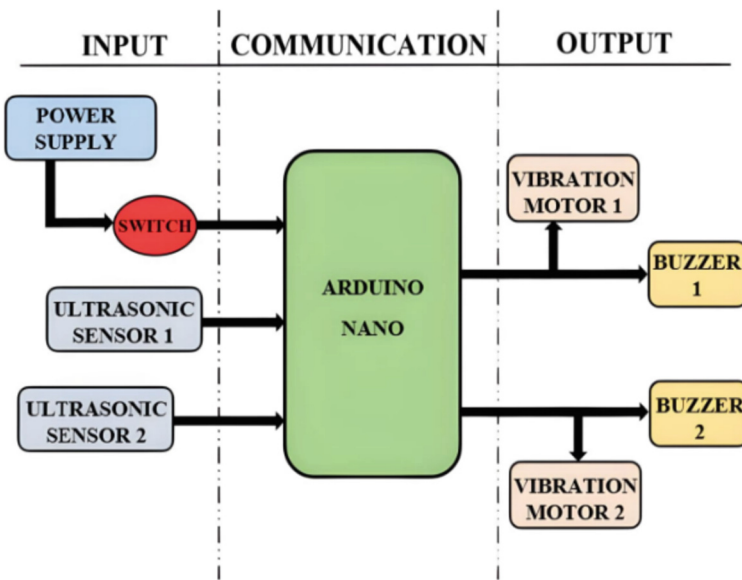 INPUT
COMMUNICATION
OUTPUT
POWER
SUPPLY
SWITCH
ULTRASONIC
SENSOR 1
ULTRASONIC
SENSOR 2
ARDUINO
NANO
VIBRATION
MOTOR 1
BUZZER
1
BUZZER
2
VIBRATION
MOTOR 2